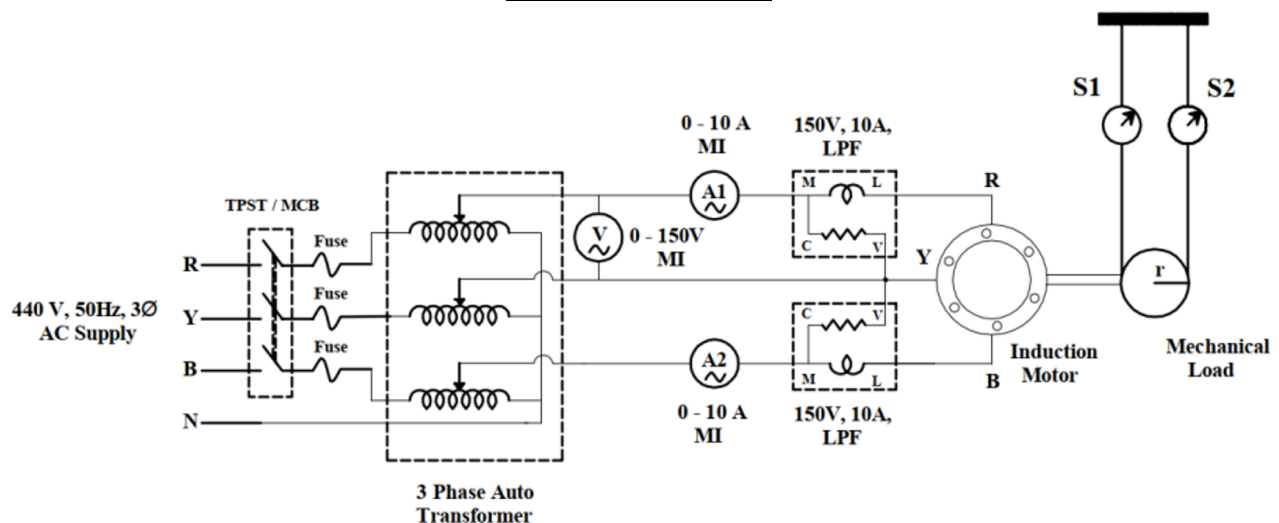 S1
S2
0 - 10 A
MI
150V, 10A,
LPF
M
L
R
A1
TPST / MCB
Fuse
V
0 - 150V
MI
C
V
Y
r
R
Fuse
440 V, 50Hz, 3∅
AC Supply
Y
Fuse
C
V
B
A2
M
L
B
Induction
Motor
Mechanical
Load
N
0 - 10 A
MI
150V, 10A,
LPF
3 Phase Auto
Transformer